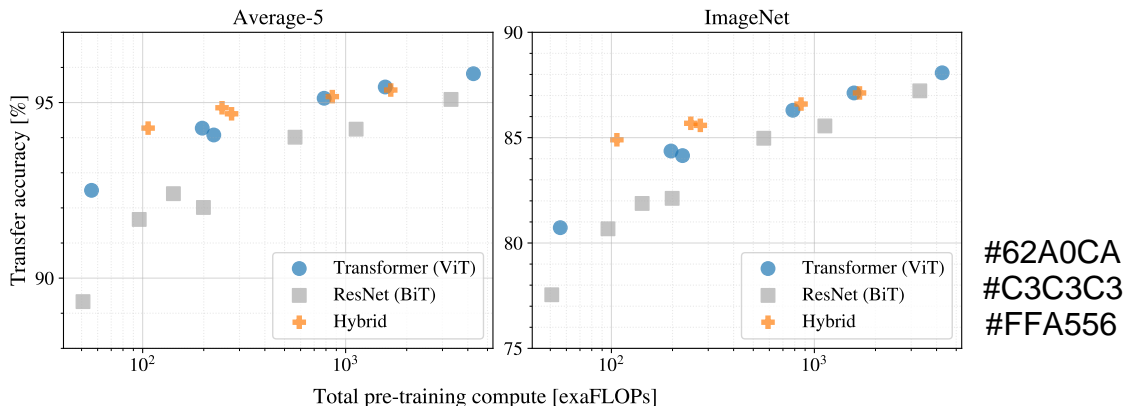 Average-5
ImageNet
Transfer accuracy [%]
95
90
90
85
80
75
Transformer (ViT)
ResNet (BiT)
Hybrid
Transformer (ViT)
ResNet (BiT)
Hybrid
10²
10³
10²
10³
Total pre-training compute [exaFLOPs]
#62A0CA
#C3C3C3
#FFA556